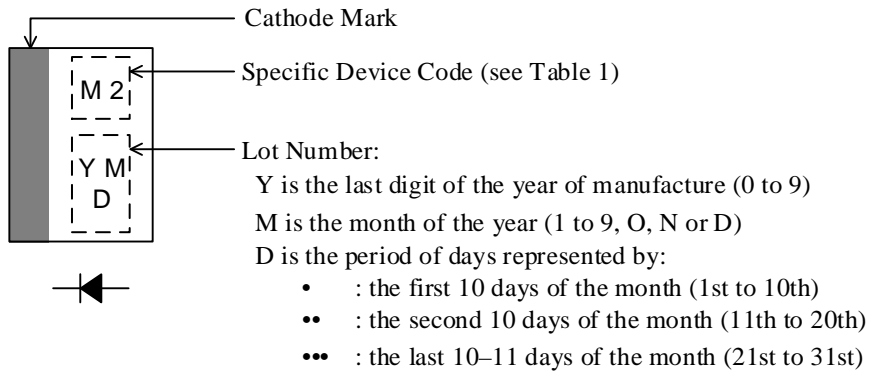 Cathode Mark
Specific Device Code (see Table 1)
M 2
Lot Number:
Y M
D
Y is the last digit of the year of manufacture (0 to 9)
M is the month of the year (1 to 9, O, N or D)
D is the period of days represented by:
• : the first 10 days of the month (1st to 10th)
•• : the second 10 days of the month (11th to 20th)
••• : the last 10–11 days of the month (21st to 31st)